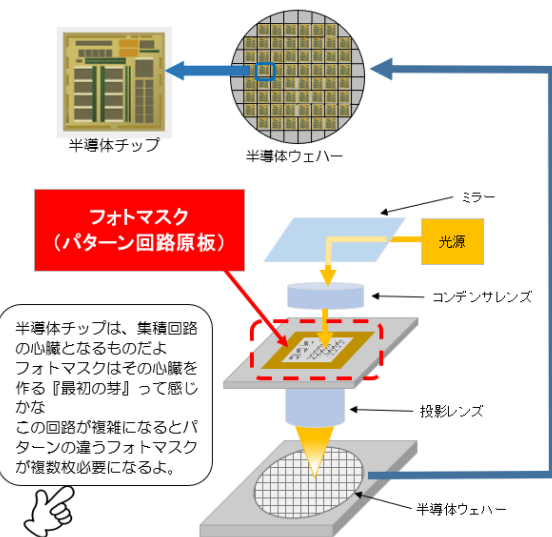 半導体チップ
半導体ウェハー
フォトマスク
（パターン回路原板）
ミラー
光源
コンデンサレンズ
半導体チップは、集積回路
の心臓となるものだよ
フォトマスクはその心臓を
作る『最初の芽』って感じ
かな
この回路が複雑になるとパ
ターンの違うフォトマスク
が複数枚必要になるよ。
投影レンズ
半導体ウェハー